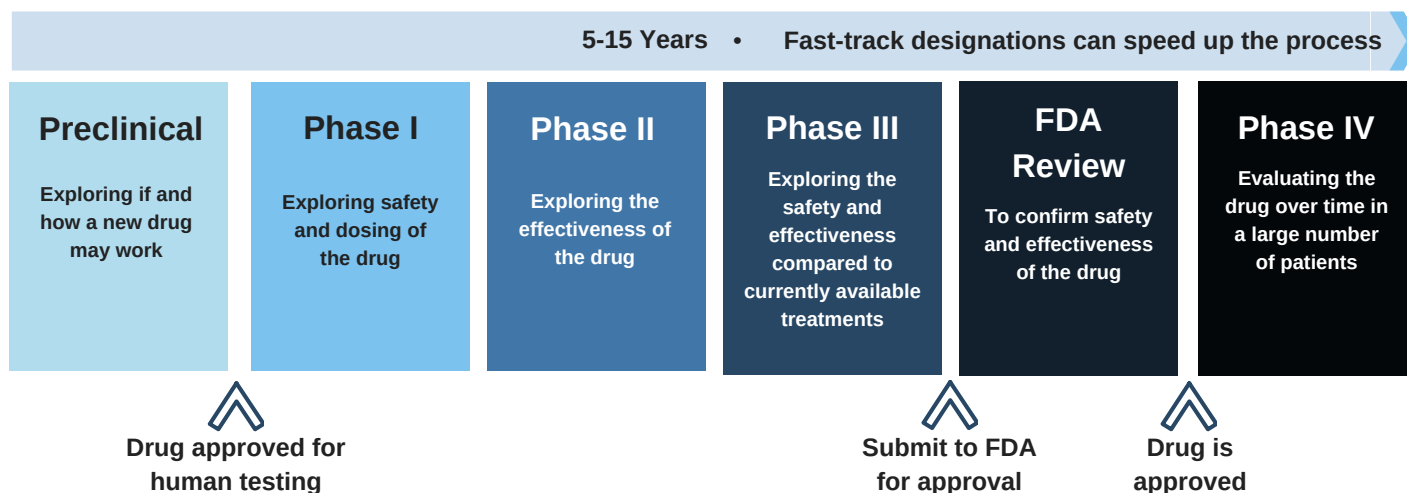 5-15 Years • Fast-track designations can speed up the process
Preclinical
Exploring if and
how a new drug
may work
Phase I
Exploring safety
and dosing of
the drug
Phase II
Exploring the
effectiveness of
the drug
Phase III
Exploring the
safety and
effectiveness
compared to
currently available
treatments
FDA
Review
To confirm safety
and effectiveness
of the drug
Phase IV
Evaluating the
drug over time in
a large number
of patients
Drug approved for
human testing
Submit to FDA
for approval
Drug is
approved